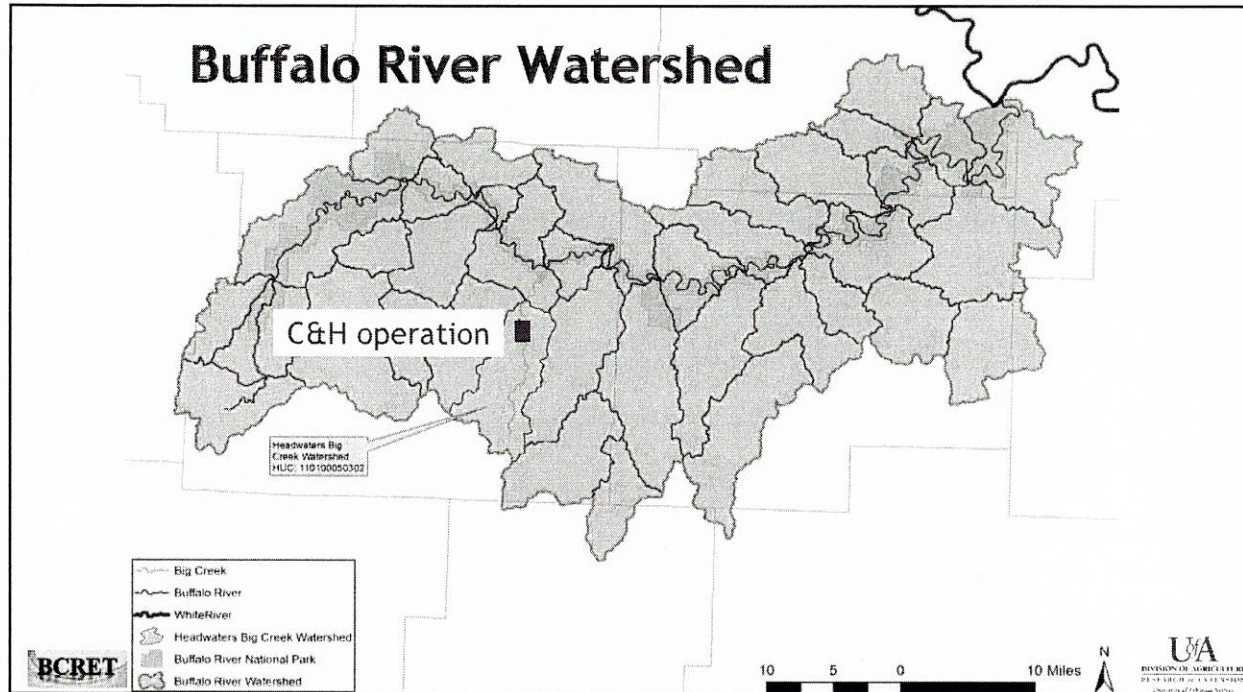 Buffalo River Watershed
C&H operation
Headwaters Big
Creek Watershed
HUC: 110100050302
Big Creek
Buffalo River
WhiteRiver
Headwaters Big Creek Watershed
Buffalo River National Park
Buffalo River Watershed
BCRET
10 5 0 10 Miles
N
UofA
DIVISION OF AGRICULTURE
RESEARCH & EXTENSION